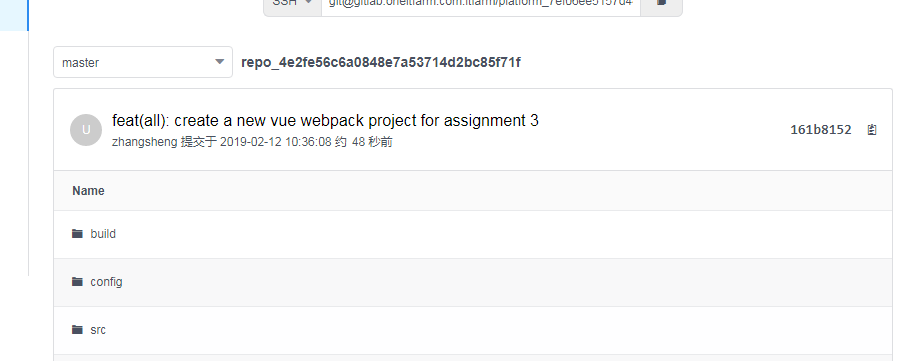 SSH
master
repo_4e2fe56c6a0848e7a53714d2bc85f71f
U
feat(all): create a new vue webpack project for assignment 3
zhangsheng 提交于 2019-02-12 10:36:08 约 48 秒前
161b8152
Name
build
config
src